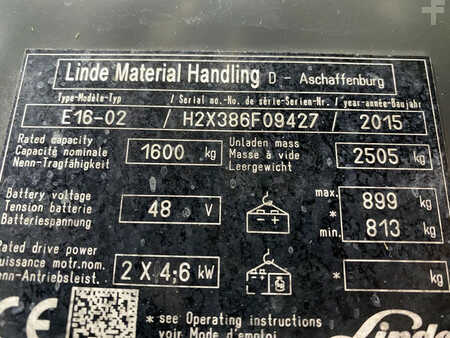 Linde Material Handling D - Aschaffenburg
Type-Modèle-Typ / Serial no.-No. de série-Serien-Nr. / year-année-Baujahr
E16-02 / H2X386F09427 / 2015
Rated capacity
Capacité nominale 1600 kg
Nenn-Tragfähigkeit
Unladen mass
Masse à vide 2505 kg
Leergewicht
Battery voltage
Tension batterie 48 V
Batteriespannung
max. 899 kg
*
min. 813 kg
Rated drive power
uissance motr.nom. 2 X 4;6 kW
enn-Antriebsleist.
* kg
CE
* see Operating instructions
voir Mode d'emploi
Linde